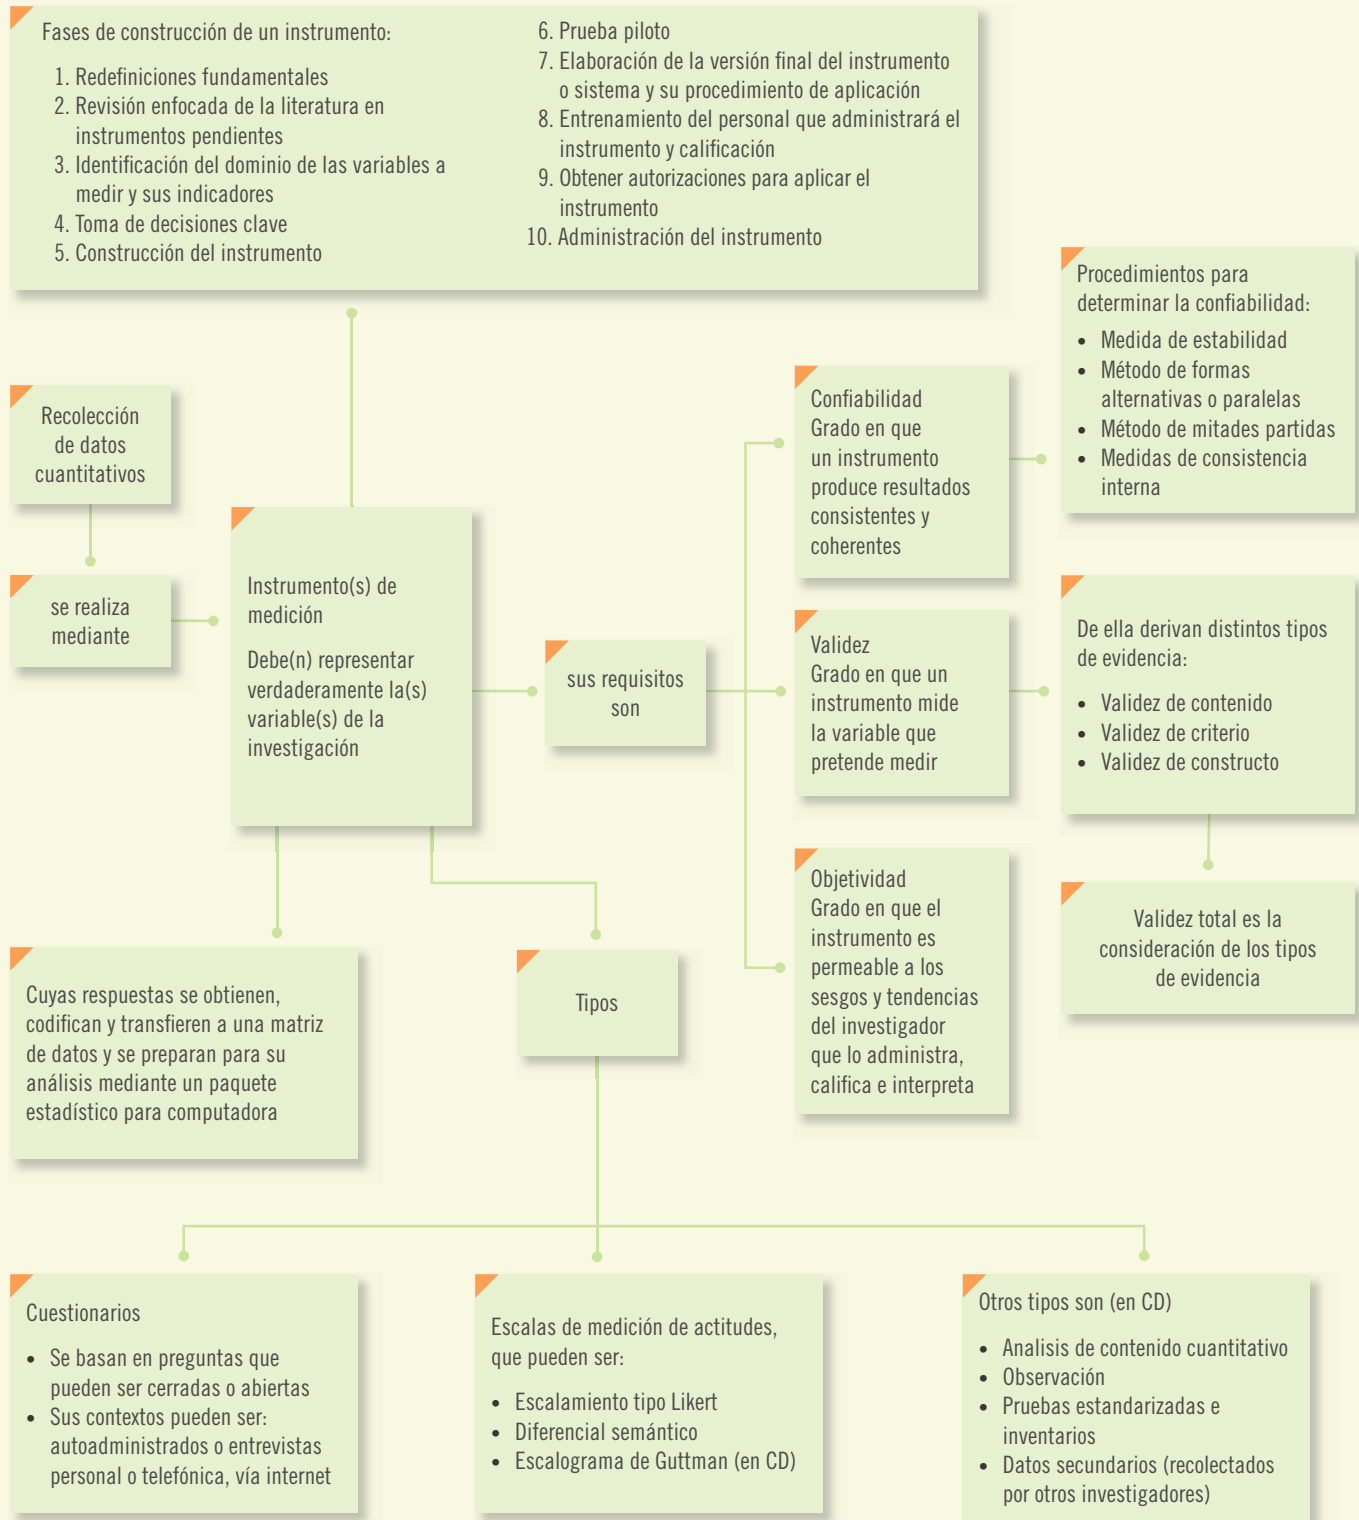 Fases de construcción de un instrumento:
1. Redefiniciones fundamentales
2. Revisión enfocada de la literatura en
instrumentos pendientes
3. Identificación del dominio de las variables a
medir y sus indicadores
4. Toma de decisiones clave
5. Construcción del instrumento
6. Prueba piloto
7. Elaboración de la versión final del instrumento
o sistema y su procedimiento de aplicación
8. Entrenamiento del personal que administrará el
instrumento y calificación
9. Obtener autorizaciones para aplicar el
instrumento
10. Administración del instrumento
Recolección
de datos
cuantitativos
se realiza
mediante
Instrumento(s) de
medición
Debe(n) representar
verdaderamente la(s)
variable(s) de la
investigación
sus requisitos
son
Confiabilidad
Grado en que
un instrumento
produce resultados
consistentes y
coherentes
Procedimientos para
determinar la confiabilidad:
• Medida de estabilidad
• Método de formas
alternativas o paralelas
• Método de mitades partidas
• Medidas de consistencia
interna
Validez
Grado en que un
instrumento mide
la variable que
pretende medir
De ella derivan distintos tipos
de evidencia:
• Validez de contenido
• Validez de criterio
• Validez de constructo
Validez total es la
consideración de los tipos
de evidencia
Objetividad
Grado en que el
instrumento es
permeable a los
sesgos y tendencias
del investigador
que lo administra,
califica e interpreta
Cuyas respuestas se obtienen,
codifican y transfieren a una matriz
de datos y se preparan para su
análisis mediante un paquete
estadístico para computadora
Tipos
Cuestionarios
• Se basan en preguntas que
pueden ser cerradas o abiertas
• Sus contextos pueden ser:
autoadministrados o entrevistas
personal o telefónica, vía internet
Escalas de medición de actitudes,
que pueden ser:
• Escalamiento tipo Likert
• Diferencial semántico
• Escalograma de Guttman (en CD)
Otros tipos son (en CD)
• Analisis de contenido cuantitativo
• Observación
• Pruebas estandarizadas e
inventarios
• Datos secundarios (recolectados
por otros investigadores)